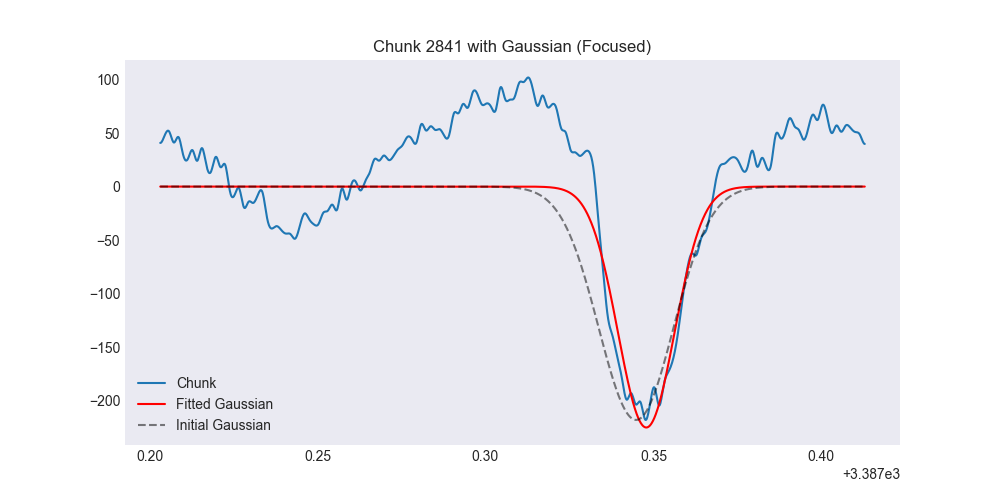 Chunk 2841 with Gaussian (Focused)
100
50
0
−50
−100
−150
−200
Chunk
Fitted Gaussian
Initial Gaussian
0.20 0.25 0.30 0.35 0.40
+3.387e3